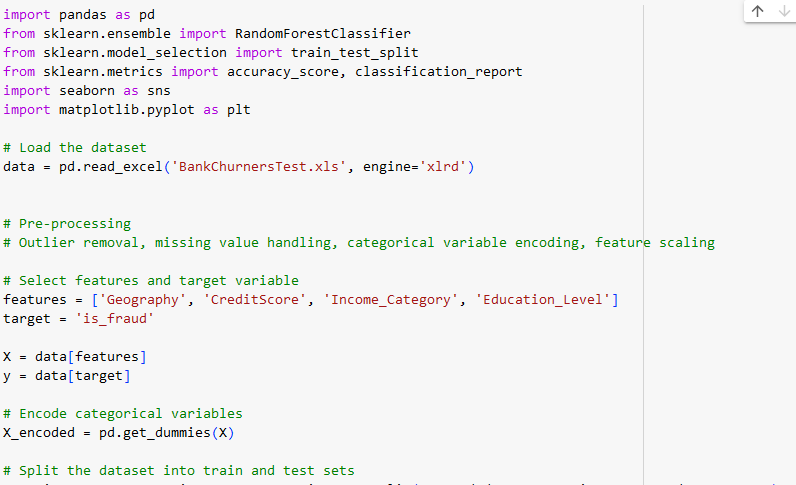 import pandas as pd
from sklearn.ensemble import RandomForestClassifier
from sklearn.model_selection import train_test_split
from sklearn.metrics import accuracy_score, classification_report
import seaborn as sns
import matplotlib.pyplot as plt
# Load the dataset
data = pd.read_excel('BankChurnersTest.xls', engine='xlrd')
# Pre-processing
# Outlier removal, missing value handling, categorical variable encoding, feature scaling
# Select features and target variable
features = ['Geography', 'CreditScore', 'Income_Category', 'Education_Level']
target = 'is_fraud'
X = data[features]
y = data[target]
# Encode categorical variables
X_encoded = pd.get_dummies(X)
# Split the dataset into train and test sets